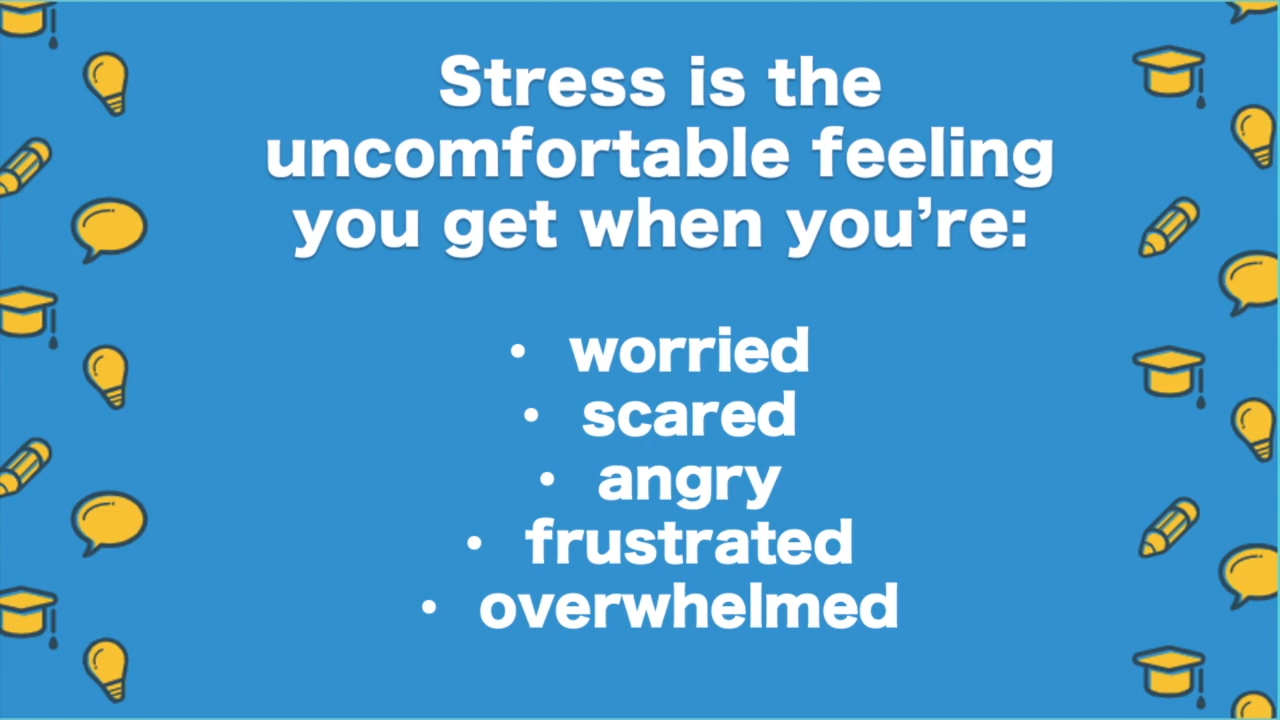 Stress is the
uncomfortable feeling
you get when you’re:
• worried
• scared
• angry
• frustrated
• overwhelmed